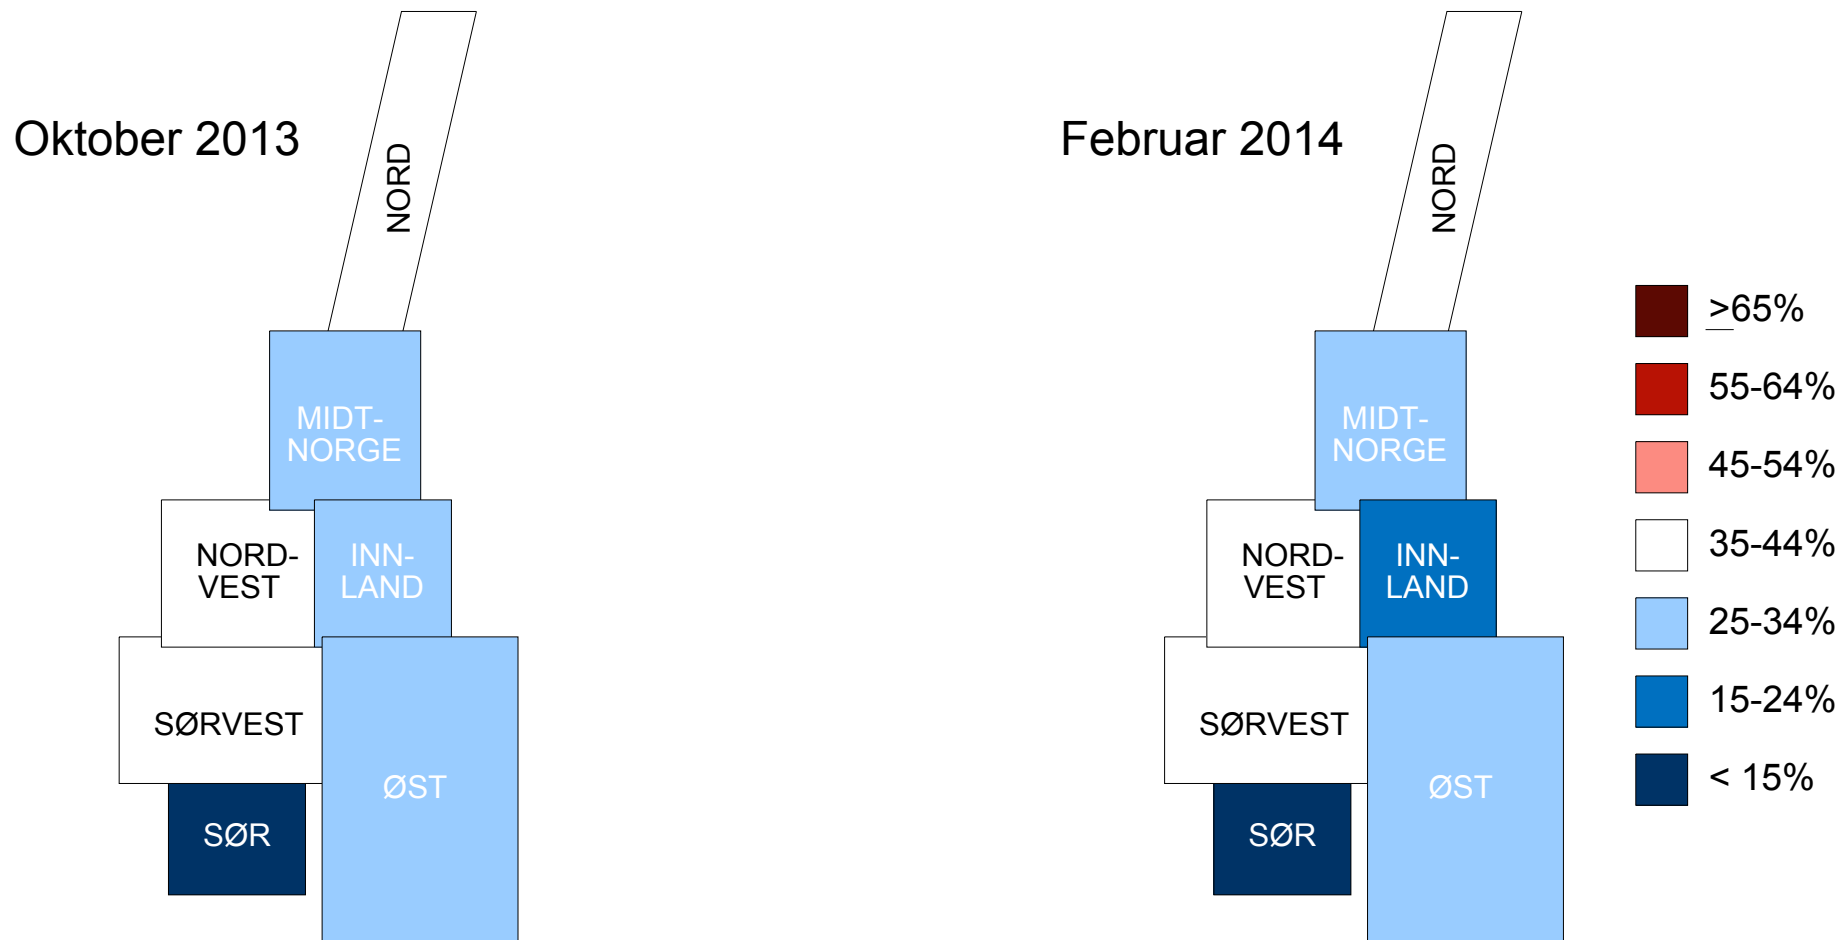 Oktober 2013
NORD
MIDT-
NORGE
NORD-
VEST
INN-
LAND
SØRVEST
ØST
SØR
Februar 2014
NORD
MIDT-
NORGE
NORD-
VEST
INN-
LAND
SØRVEST
ØST
SØR
>65%
55-64%
45-54%
35-44%
25-34%
15-24%
< 15%